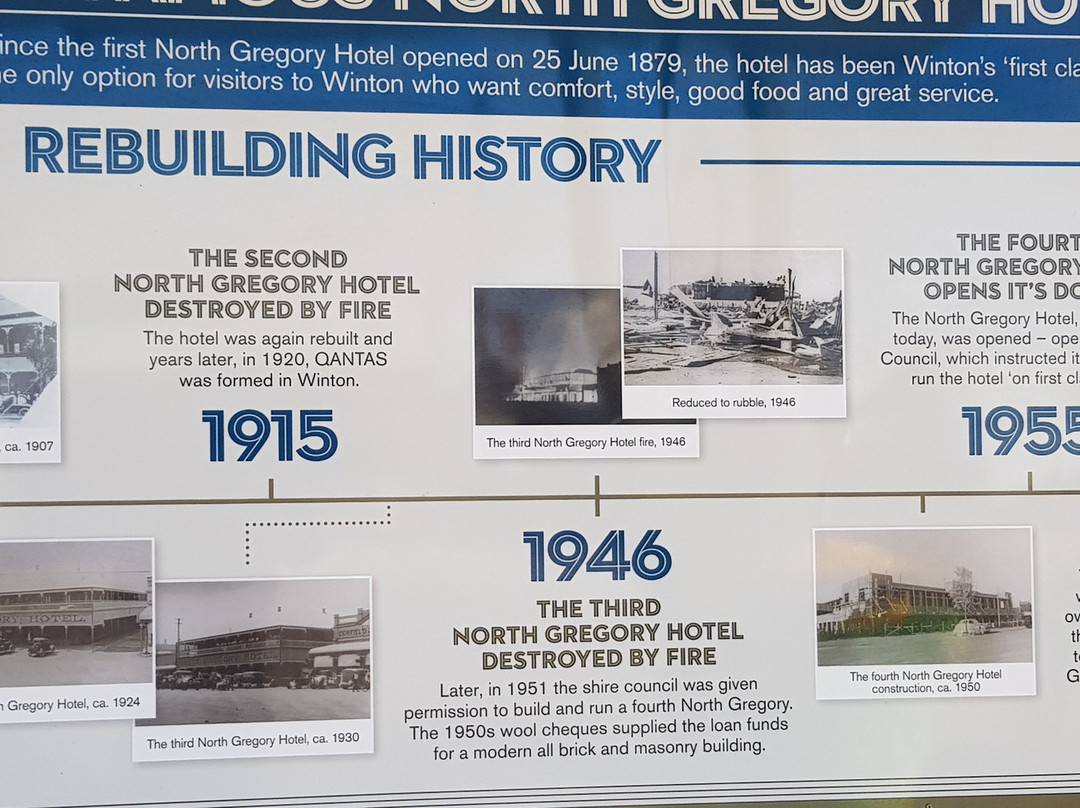 NORTH GREGORY
since the first North Gregory Hotel opened on 25 June 1879, the hotel has been Winton's 'first
only option for visitors to Winton who want comfort, style, good food and great service.
REBUILDING HISTORY
THE SECOND
NORTH GREGORY HOTEL
DESTROYED BY FIRE
The hotel was again rebuilt and
years later, in 1920, QANTAS
was formed in Winton.
1915
, ca. 1907
The third North Gregory Hotel fire, 1946
Reduced to rubble, 1946
THE FOURT
NORTH GREGORY
OPENS IT'S DO
The North Gregory Hotel,
today, was opened – ope
Council, which instructed it
run the hotel 'on first cl
1955
HOTEL.
Gregory Hotel, ca. 1924
The third North Gregory Hotel, ca. 1930
1946
THE THIRD
NORTH GREGORY HOTEL
DESTROYED BY FIRE
Later, in 1951 the shire council was given
permission to build and run a fourth North Gregory.
The 1950s wool cheques supplied the loan funds
for a modern all brick and masonry building.
The fourth North Gregory Hotel
construction, ca. 1950